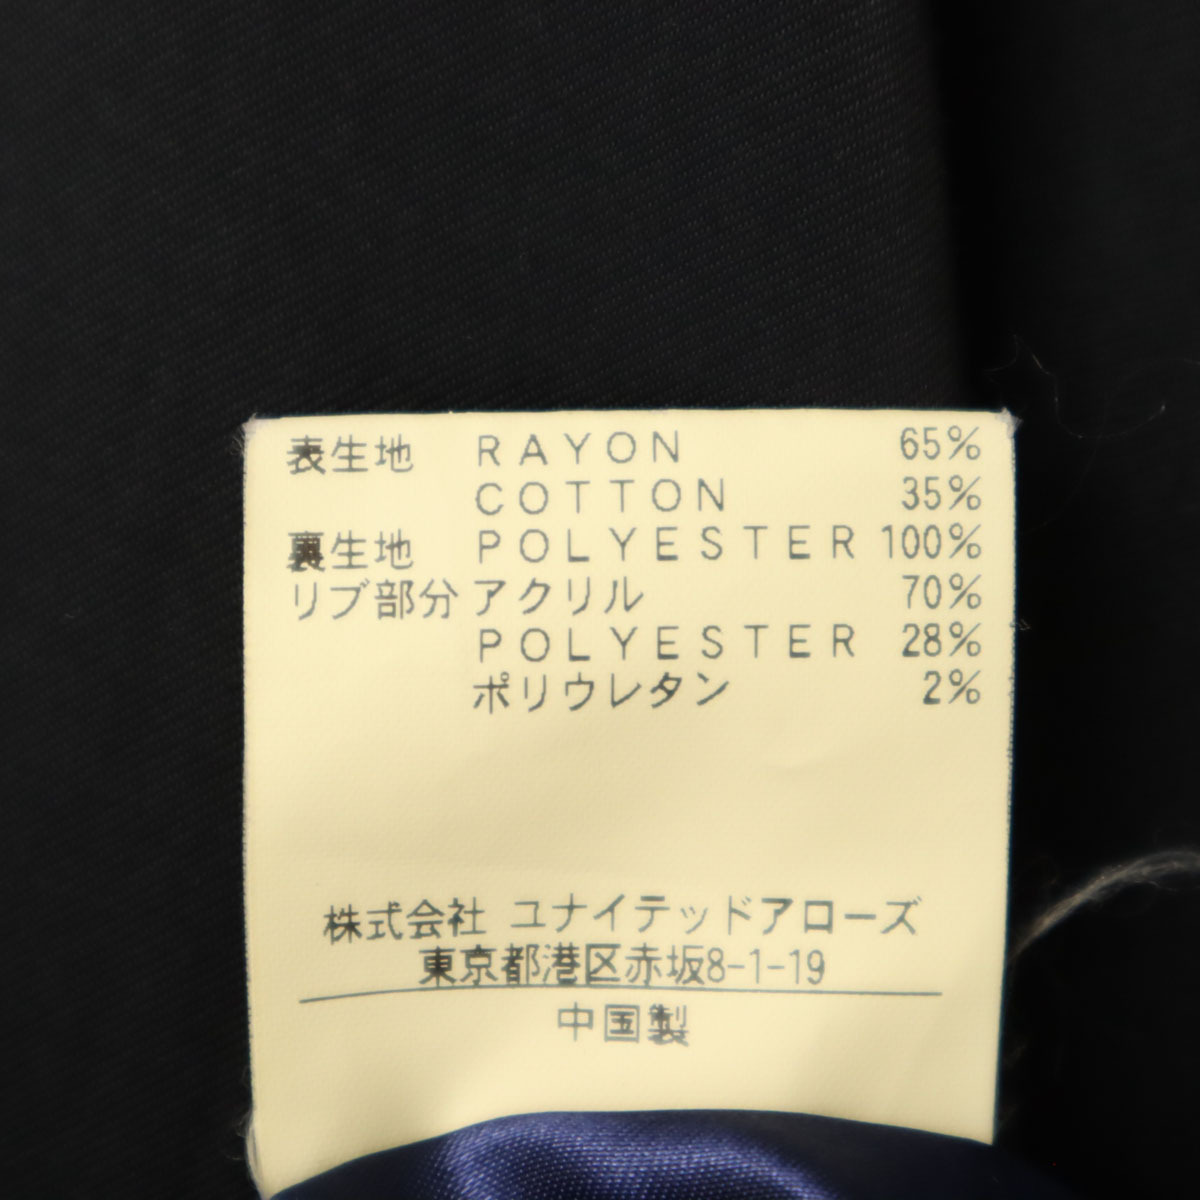 表生地 RAYON 65%
COTTON 35%
裏生地 POLYESTER 100%
リブ部分 アクリル 70%
POLYESTER 28%
ポリウレタン 2%
株式会社 ユナイテッドアローズ
東京都港区赤坂8-1-19
中国製